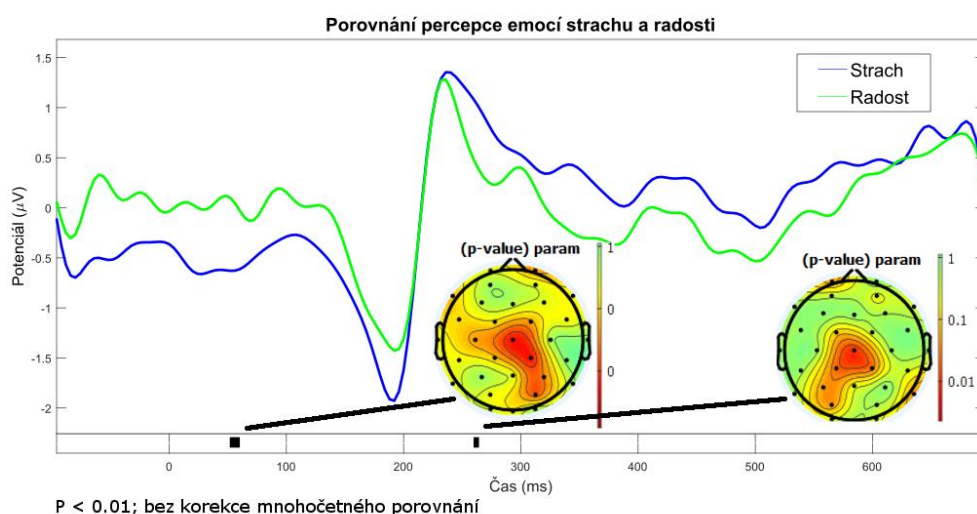 Porovnání percepce emocí strachu a radosti
Strach
Radost
Potenciál (μV)
1.5
1
0.5
0
-0.5
-1
-1.5
-2
(p-value) param
1
0
0
(p-value) param
1
0.1
0.01
0
100
200
300
400
500
600
Čas (ms)
P < 0.01; bez korekce mnohočetného porovnání